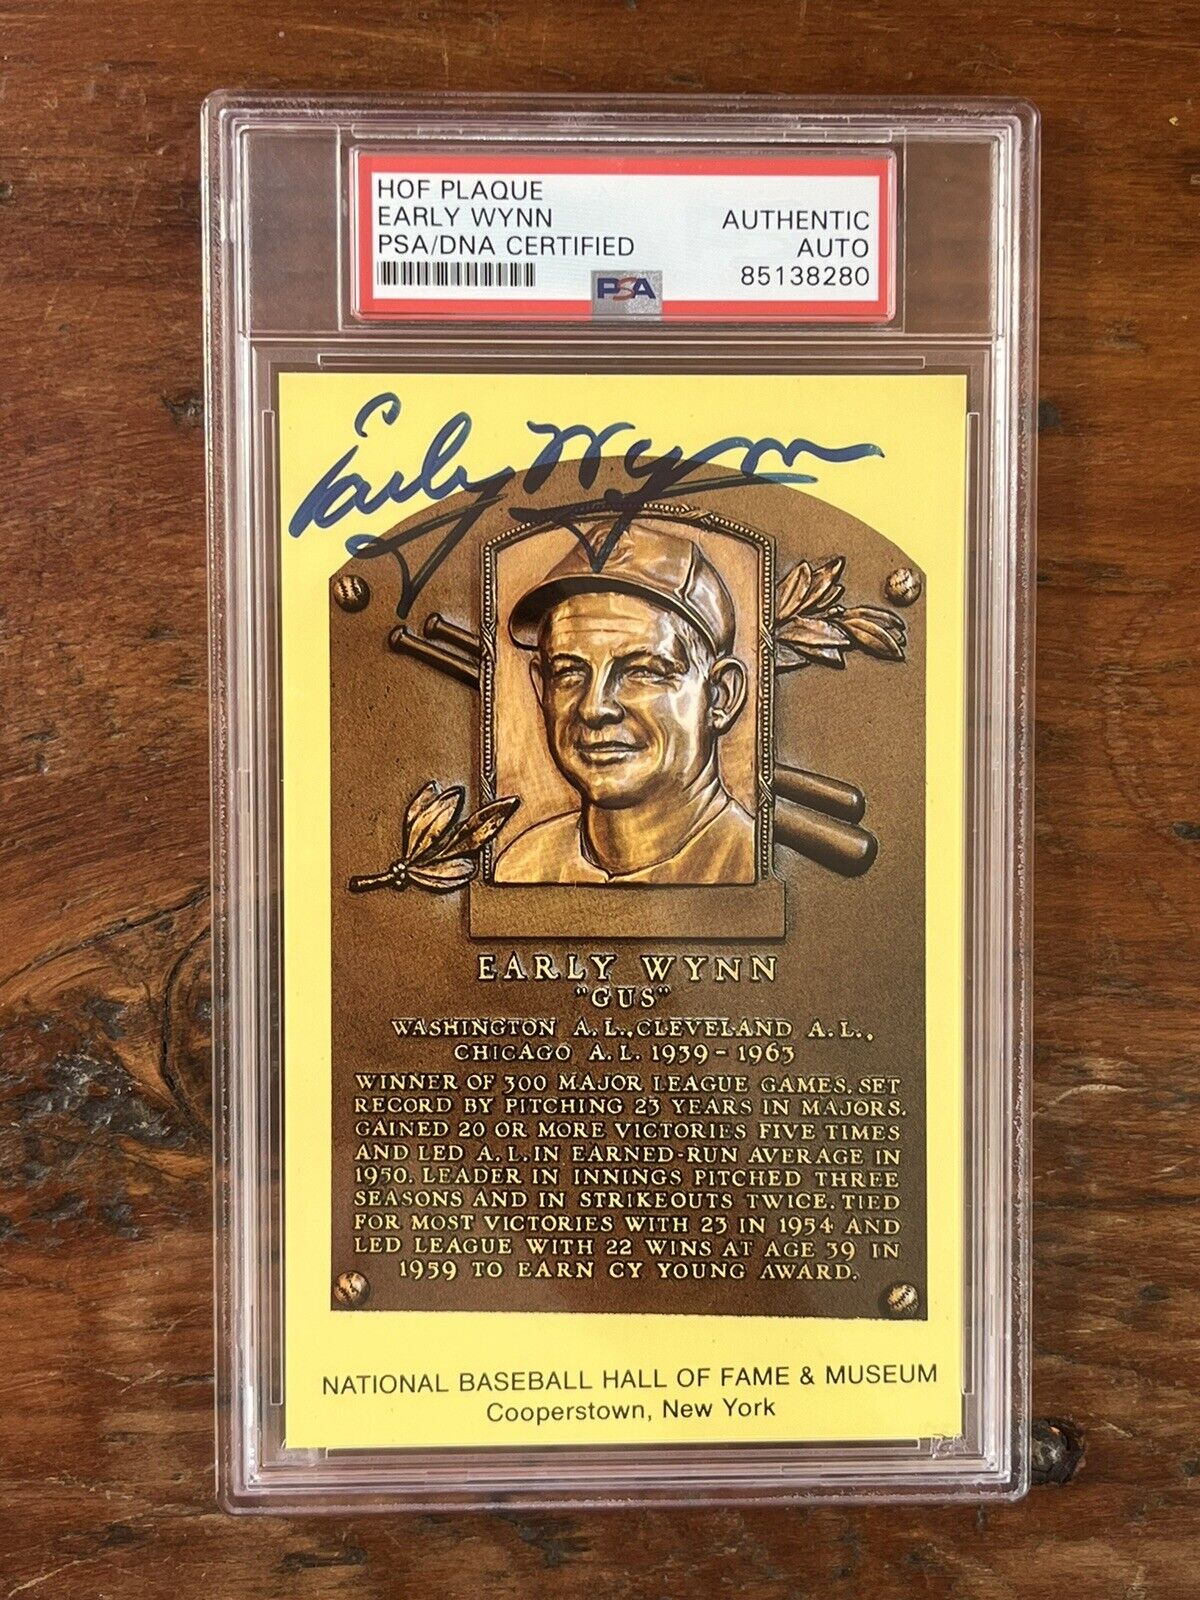 HOF PLAQUE
EARLY WYNN
PSA/DNA CERTIFIED
AUTHENTIC
AUTO
85138280
PSA
Early Wynn
EARLY WYNN
"GUS"
WASHINGTON A.L., CLEVELAND A.L.,
CHICAGO A.L. 1939-1963
WINNER OF 300 MAJOR LEAGUE GAMES. SET
RECORD BY PITCHING 23 YEARS IN MAJORS.
GAINED 20 OR MORE VICTORIES FIVE TIMES
AND LED A.L. IN EARNED-RUN AVERAGE IN
1950. LEADER IN INNINGS PITCHED THREE
SEASONS AND IN STRIKEOUTS TWICE. TIED
FOR MOST VICTORIES WITH 23 IN 1954 AND
LED LEAGUE WITH 22 WINS AT AGE 39 IN
1959 TO EARN CY YOUNG AWARD.
NATIONAL BASEBALL HALL OF FAME & MUSEUM
Cooperstown, New York